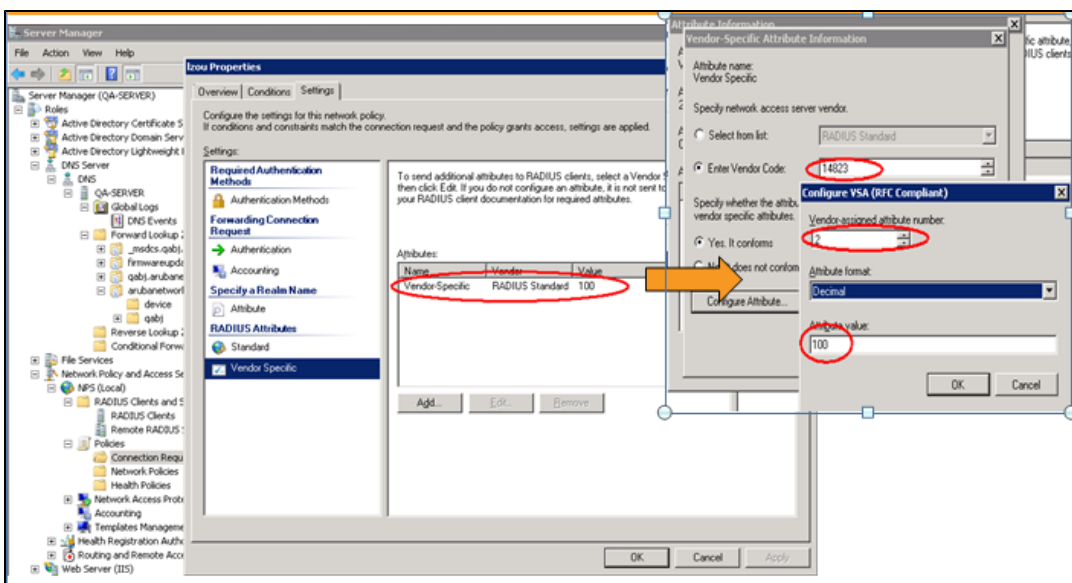 Server Manager
File Action View Help
Server Manager (QA-SERVER)
Roles
Active Directory Certificate S
Active Directory Domain Serv
Active Directory Lightweight
DNS Server
DNS
QA-SERVER
Global Logs
DNS Events
Forward Lookup
_msdcs.qabj.
firmwareupda
qabj.arubane
arubanetworl
device
qabj
Reverse Lookup
Conditional Forw
File Services
Network Policy and Access Se
NPS (Local)
RADIUS Clients and S
RADIUS Clients
Remote RADIUS
Policies
Connection Requ
Network Policies
Health Policies
Network Access Prote
Accounting
Templates Manageme
Health Registration Autho
Routing and Remote Acce
Web Server (IIS)
Izou Properties
Overview Conditions Settings
Configure the settings for this network policy.
If conditions and constraints match the connection request and the policy grants access, settings are applied.
Settings:
Required Authentication Methods
Authentication Methods
Forwarding Connection Request
Authentication
Accounting
Specify a Realm Name
Attribute
RADIUS Attributes
Standard
Vendor Specific
To send additional attributes to RADIUS clients, select a Vendor S
then click Edit. If you do not configure an attribute, it is not sent to
your RADIUS client documentation for required attributes.
Attributes:
Name Vendor Value
Vendor-Specific RADIUS Standard 100
Add... Edit... Remove
OK Cancel Apply
Attribute Information
fic attribute,
DIUS clients
Vendor-Specific Attribute Information
Attribute name:
Vendor Specific
Specify network access server vendor.
Select from list: RADIUS Standard
Enter Vendor Code: 14823
Specify whether the attribu
vendor specific attributes.
Yes. It conforms
No. It does not conform
Configure Attribute...
Configure VSA (RFC Compliant)
Vendor-assigned attribute number:
2
Attribute format:
Decimal
Attribute value:
100
OK Cancel